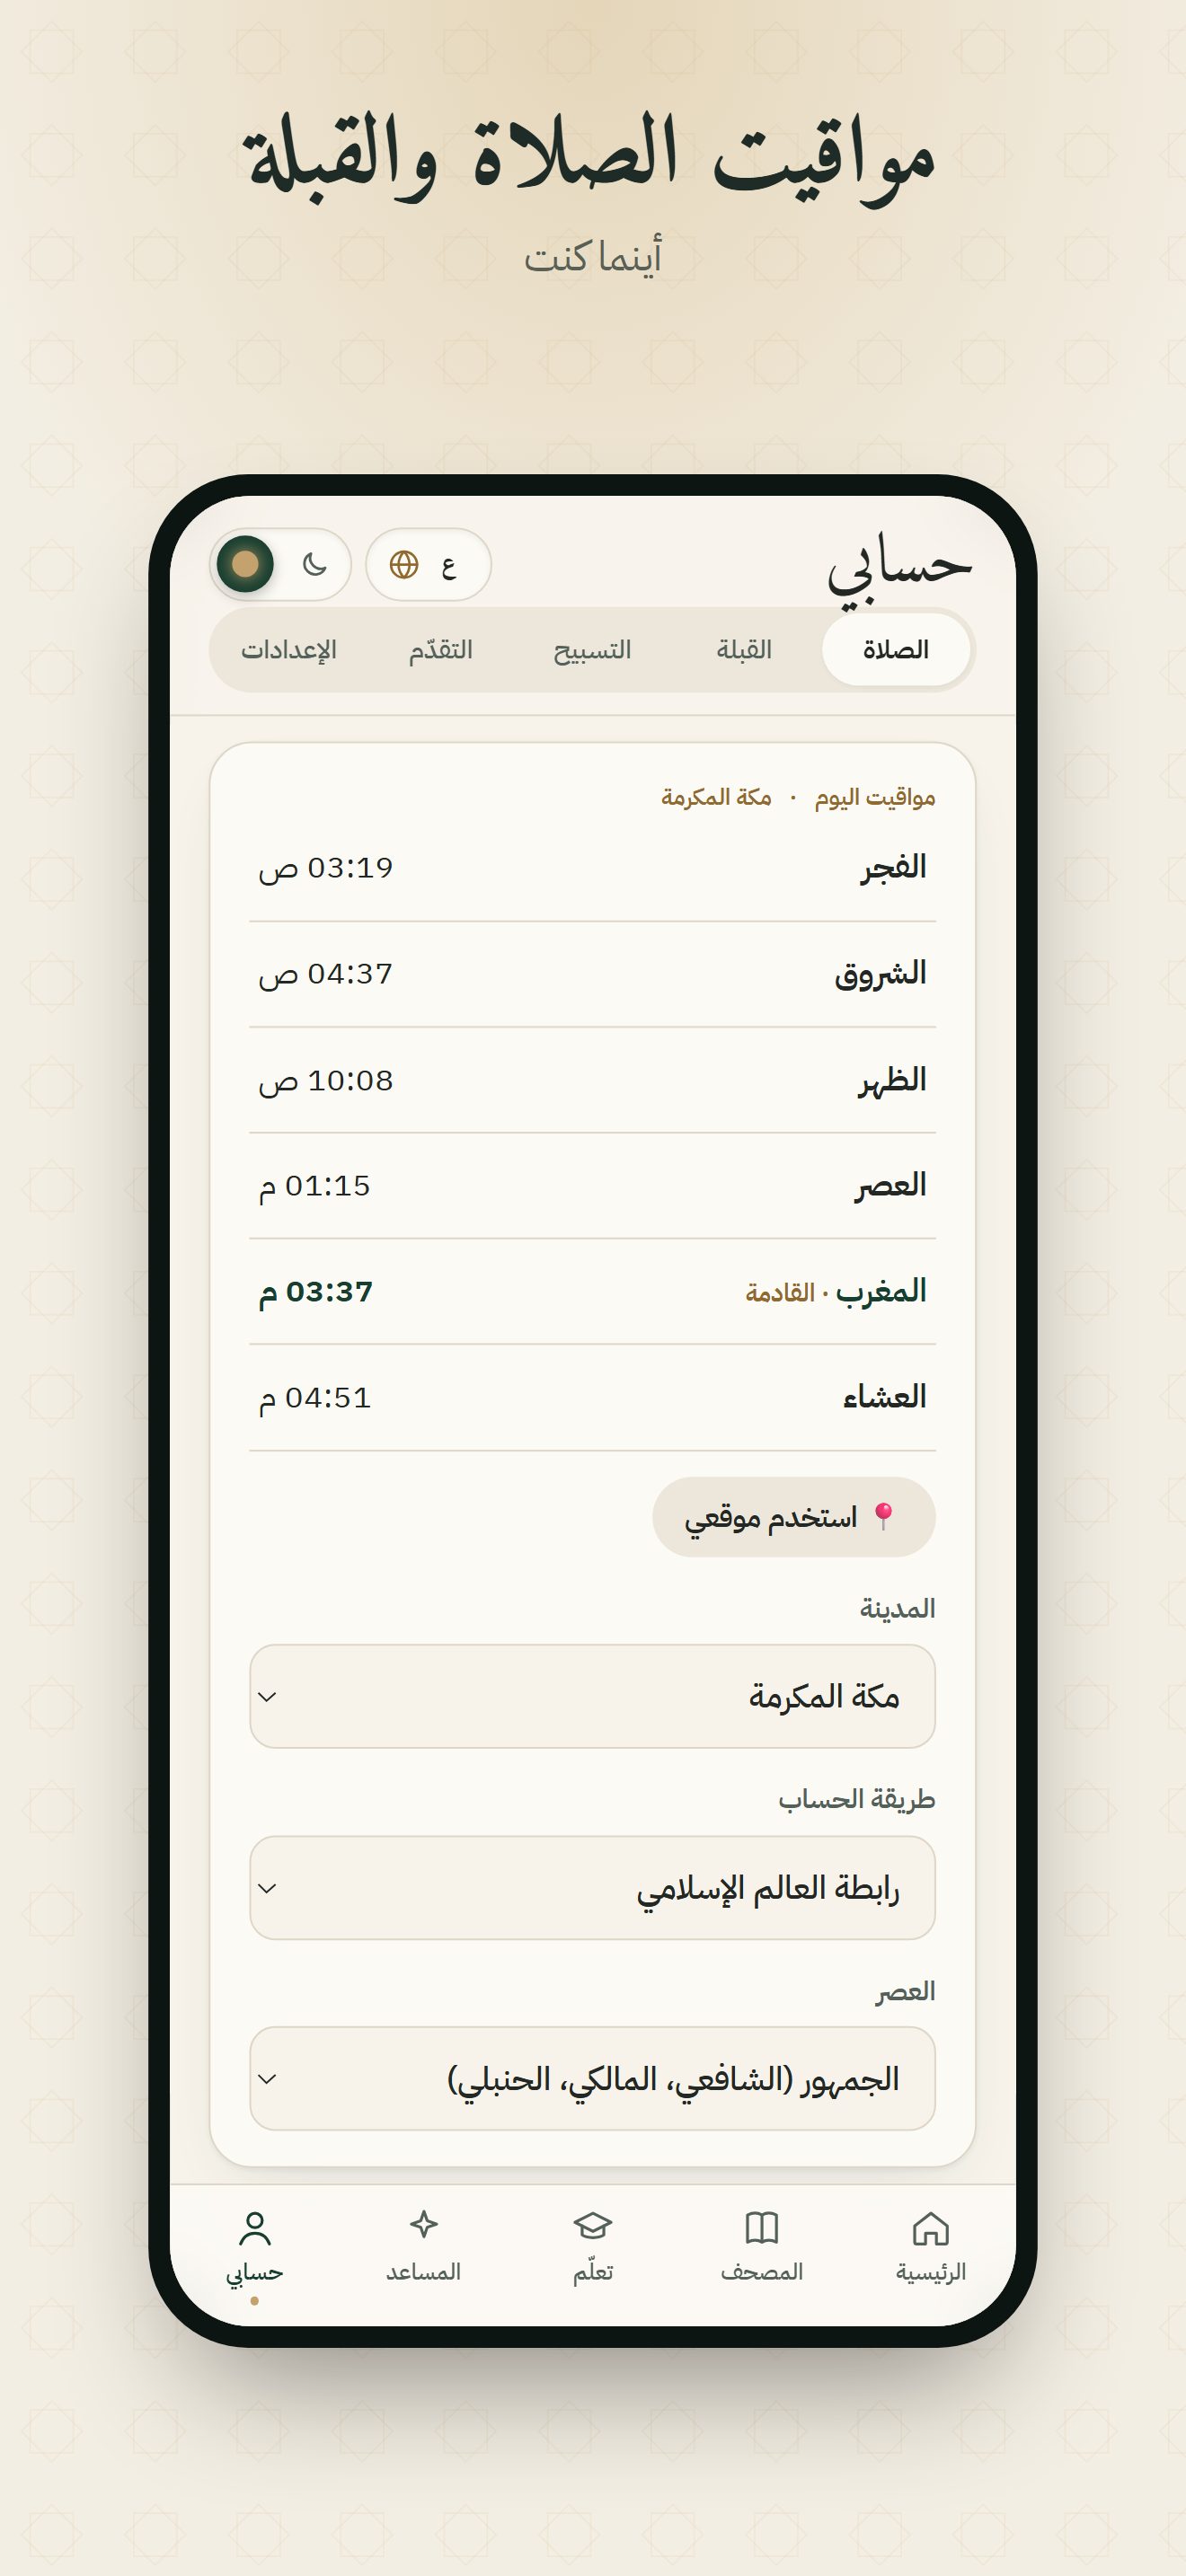 مواقيت الصلاة والقبلة
أينما كنت
حسابي
ع
الصلاة
القبلة
التسبيح
التقدّم
الإعدادات
مواقيت اليوم · مكة المكرمة
الفجر 03:19 ص
الشروق 04:37 ص
الظهر 10:08 ص
العصر 01:15 م
المغرب · القادمة 03:37 م
العشاء 04:51 م
📍 استخدم موقعي
المدينة
مكة المكرمة
طريقة الحساب
رابطة العالم الإسلامي
العصر
الجمهور (الشافعي، المالكي، الحنبلي)
الرئيسية
المصحف
تعلّم
المساعد
حسابي